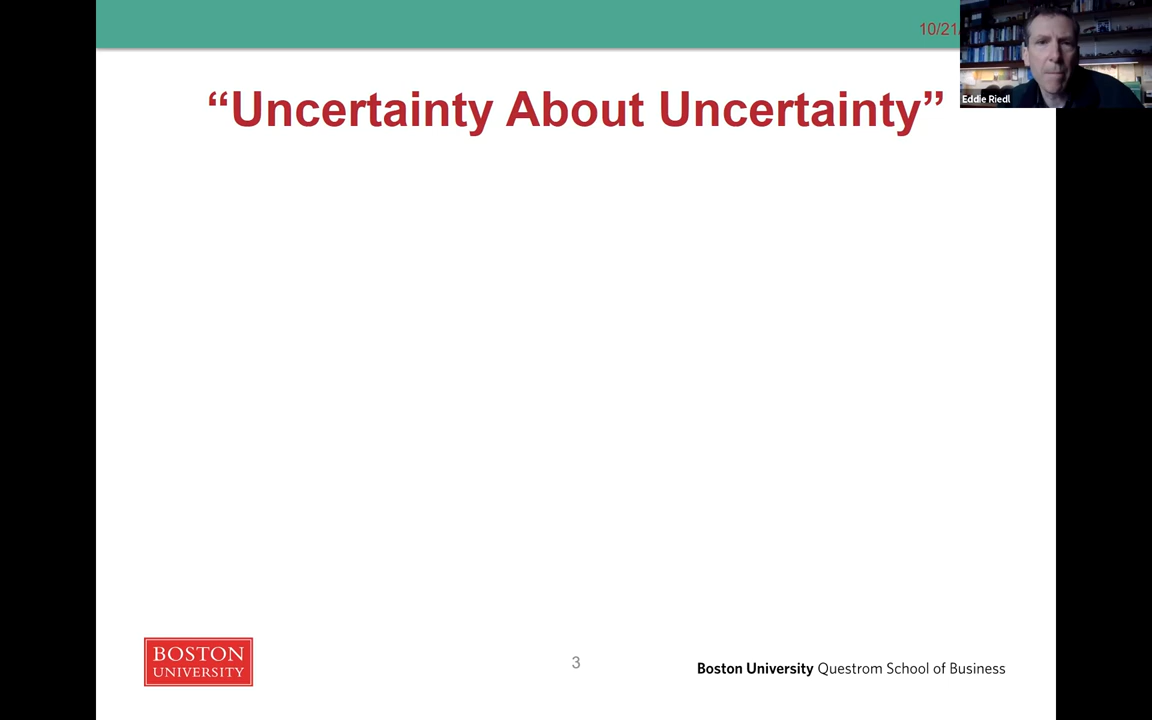 10/21
Eddie Riedl
“Uncertainty About Uncertainty”
BOSTON
UNIVERSITY
3
Boston University Questrom School of Business